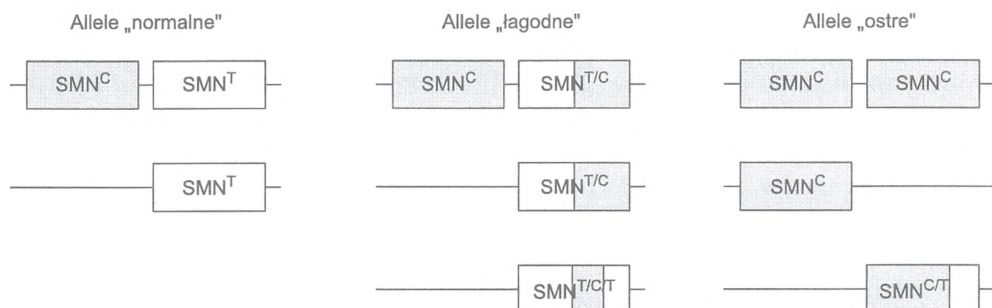 Allele „normalne" Allele „łagodne" Allele „ostre"
SMN^C SMN^T SMN^C SMN^T/C SMN^C SMN^C
SMN^T SMN^T/C SMN^C
SMN^T/C/T SMN^C/T